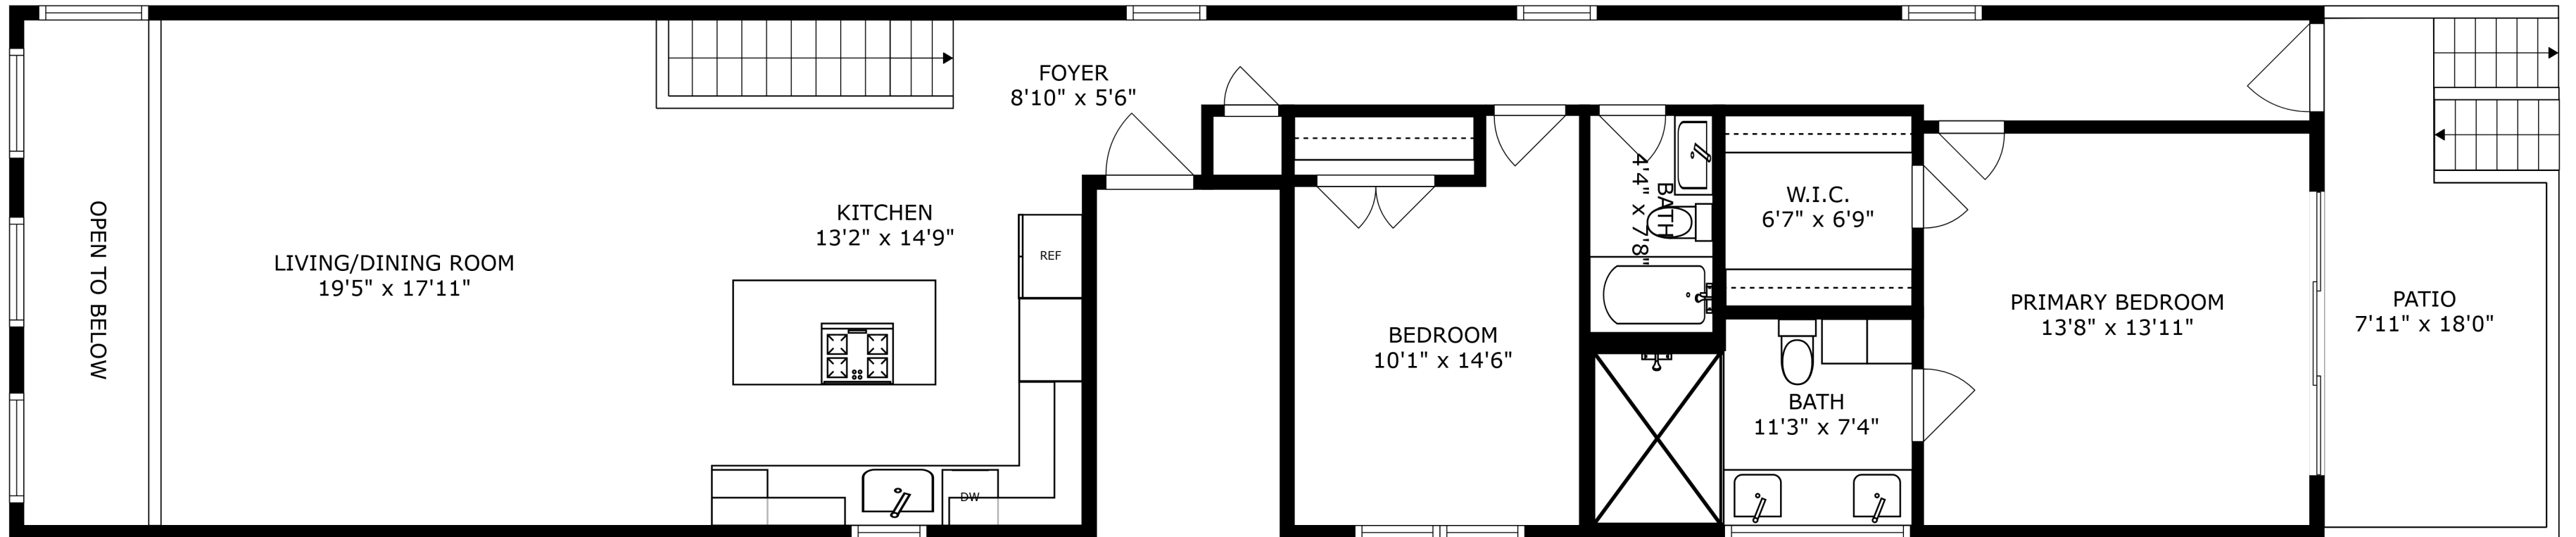 OPEN TO BELOW
LIVING/DINING ROOM
19'5" x 17'11"
KITCHEN
13'2" x 14'9"
REF
DW
FOYER
8'10" x 5'6"
BEDROOM
10'1" x 14'6"
BATH
4'4" x 7'8"
W.I.C.
6'7" x 6'9"
BATH
11'3" x 7'4"
PRIMARY BEDROOM
13'8" x 13'11"
PATIO
7'11" x 18'0"